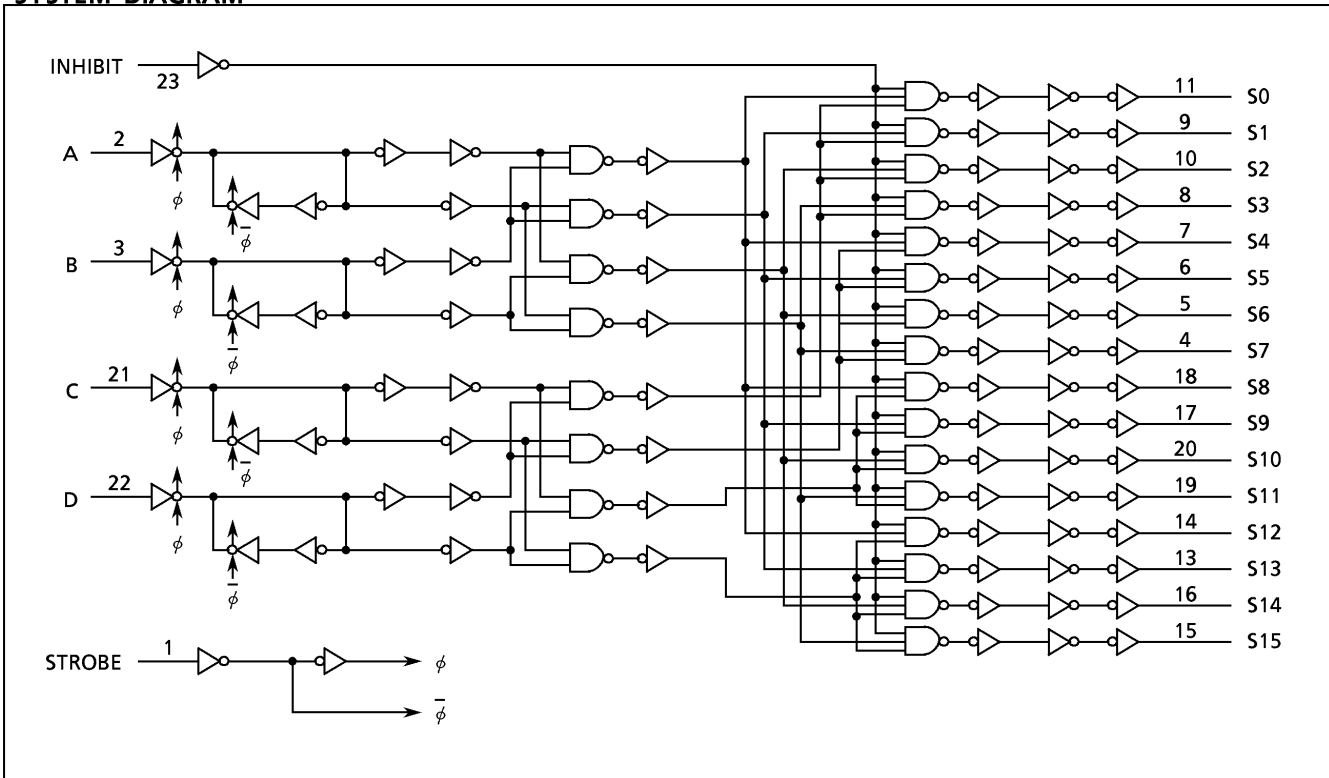 SYSTEM DIAGRAM
INHIBIT
23
11 S0
9 S1
A 2
10 S2
ϕ
8 S3
ϕ̅
7 S4
B 3
6 S5
ϕ
5 S6
ϕ̅
4 S7
C 21
18 S8
ϕ
17 S9
ϕ̅
20 S10
D 22
19 S11
ϕ
14 S12
13 S13
ϕ̅
16 S14
15 S15
STROBE 1
ϕ
ϕ̅